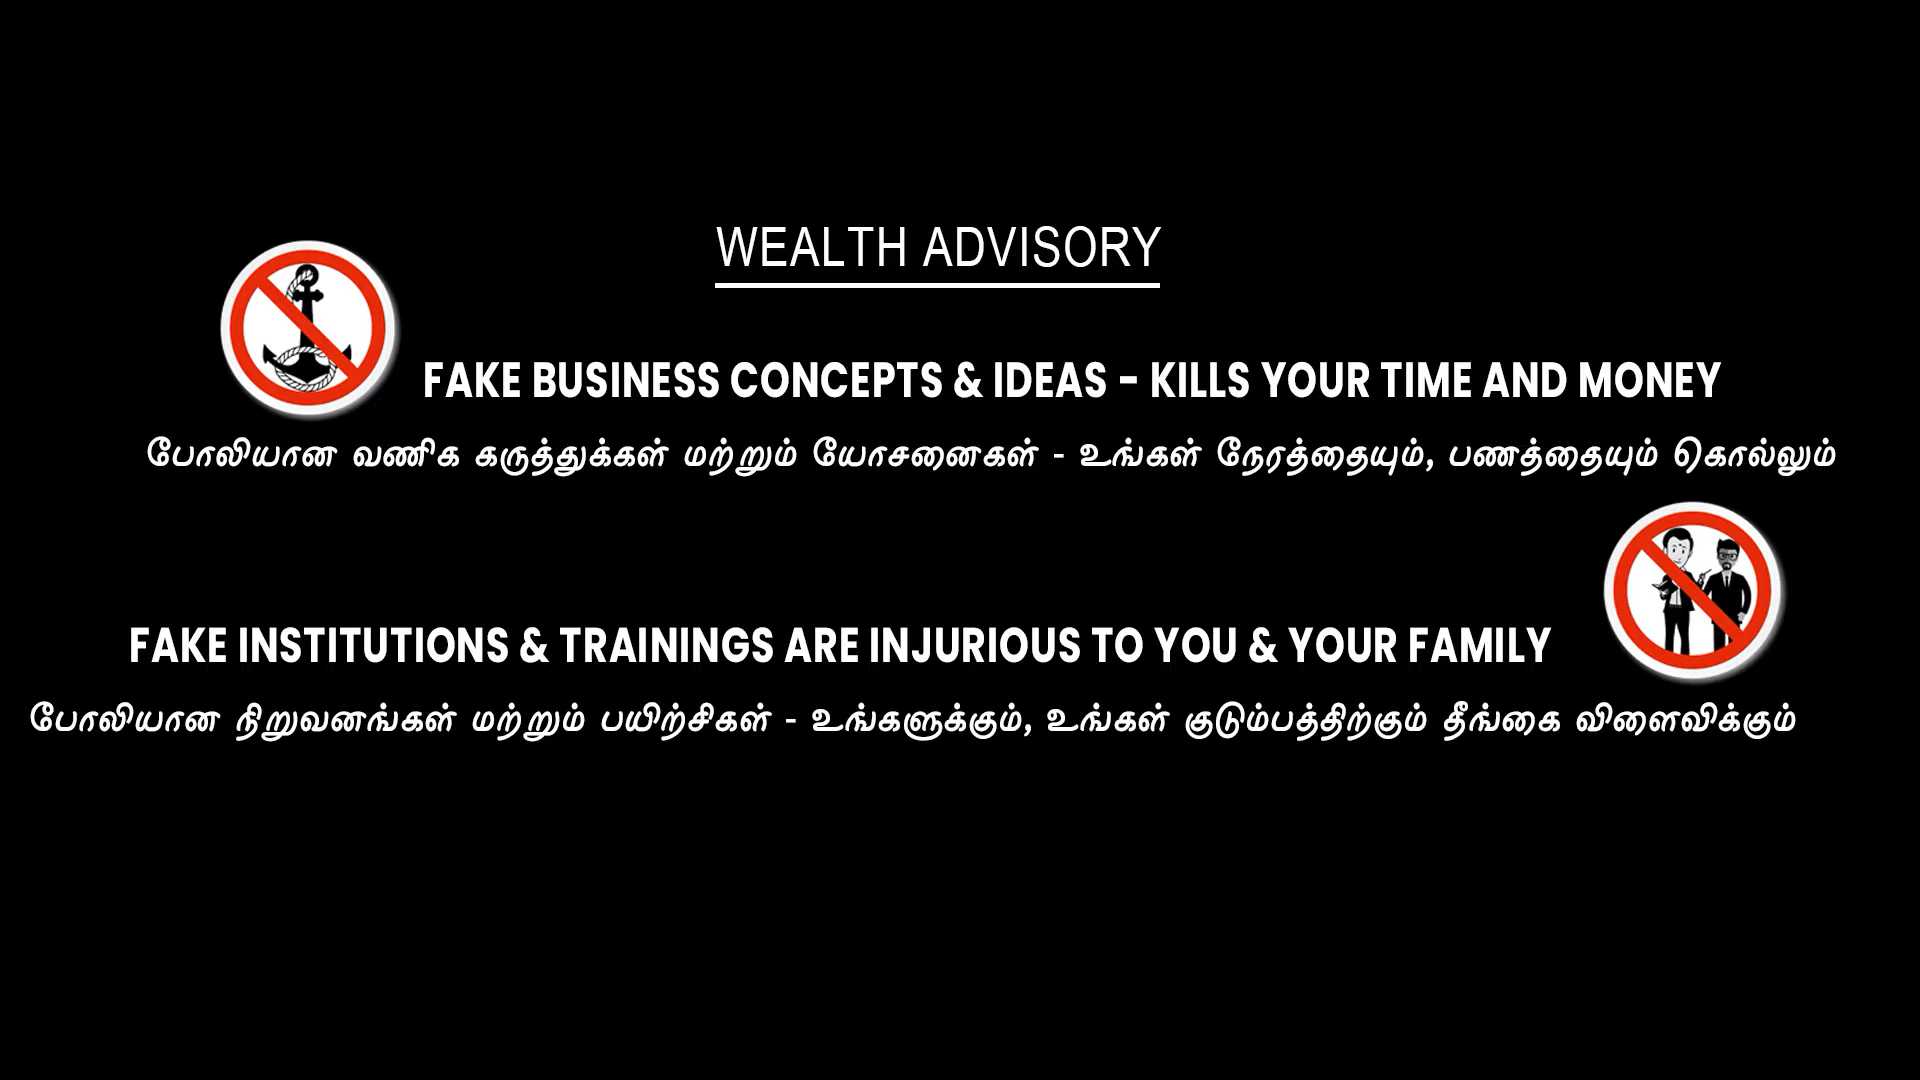 WEALTH ADVISORY
FAKE BUSINESS CONCEPTS & IDEAS - KILLS YOUR TIME AND MONEY
போலியான வணிக கருத்துக்கள் மற்றும் யோசனைகள் - உங்கள் நேரத்தையும், பணத்தையும் கொல்லும்
FAKE INSTITUTIONS & TRAININGS ARE INJURIOUS TO YOU & YOUR FAMILY
போலியான நிறுவனங்கள் மற்றும் பயிற்சிகள் - உங்களுக்கும், உங்கள் குடும்பத்திற்கும் தீங்கை விளைவிக்கும்